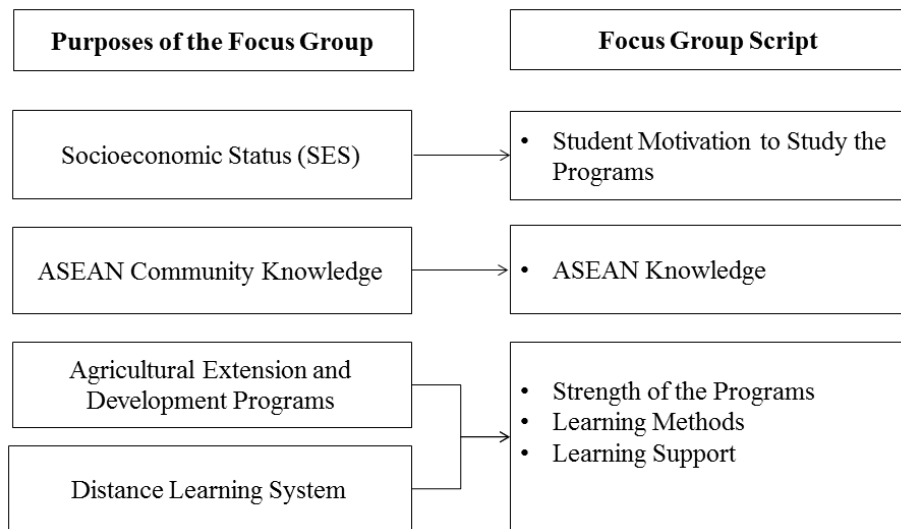 Purposes of the Focus Group
Focus Group Script
Socioeconomic Status (SES)
• Student Motivation to Study the
Programs
ASEAN Community Knowledge
• ASEAN Knowledge
Agricultural Extension and
Development Programs
Distance Learning System
• Strength of the Programs
• Learning Methods
• Learning Support